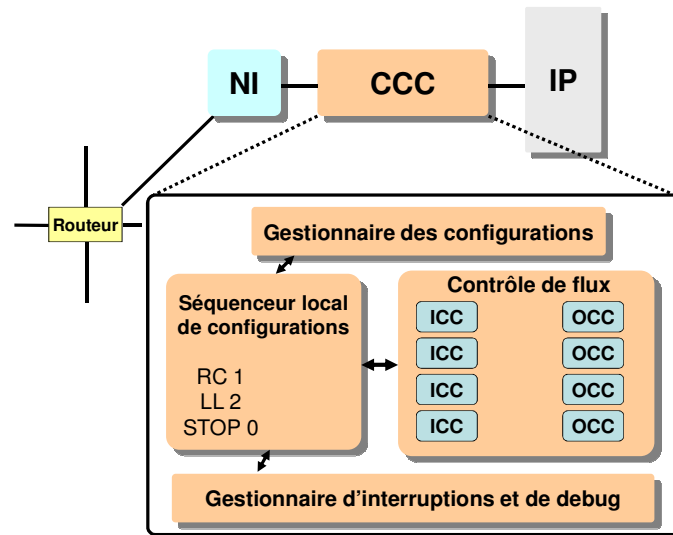 NI
CCC
IP
Routeur
Gestionnaire des configurations
Séquenceur local
de configurations
RC 1
LL 2
STOP 0
Contrôle de flux
ICC
OCC
ICC
OCC
ICC
OCC
ICC
OCC
Gestionnaire d'interruptions et de debug